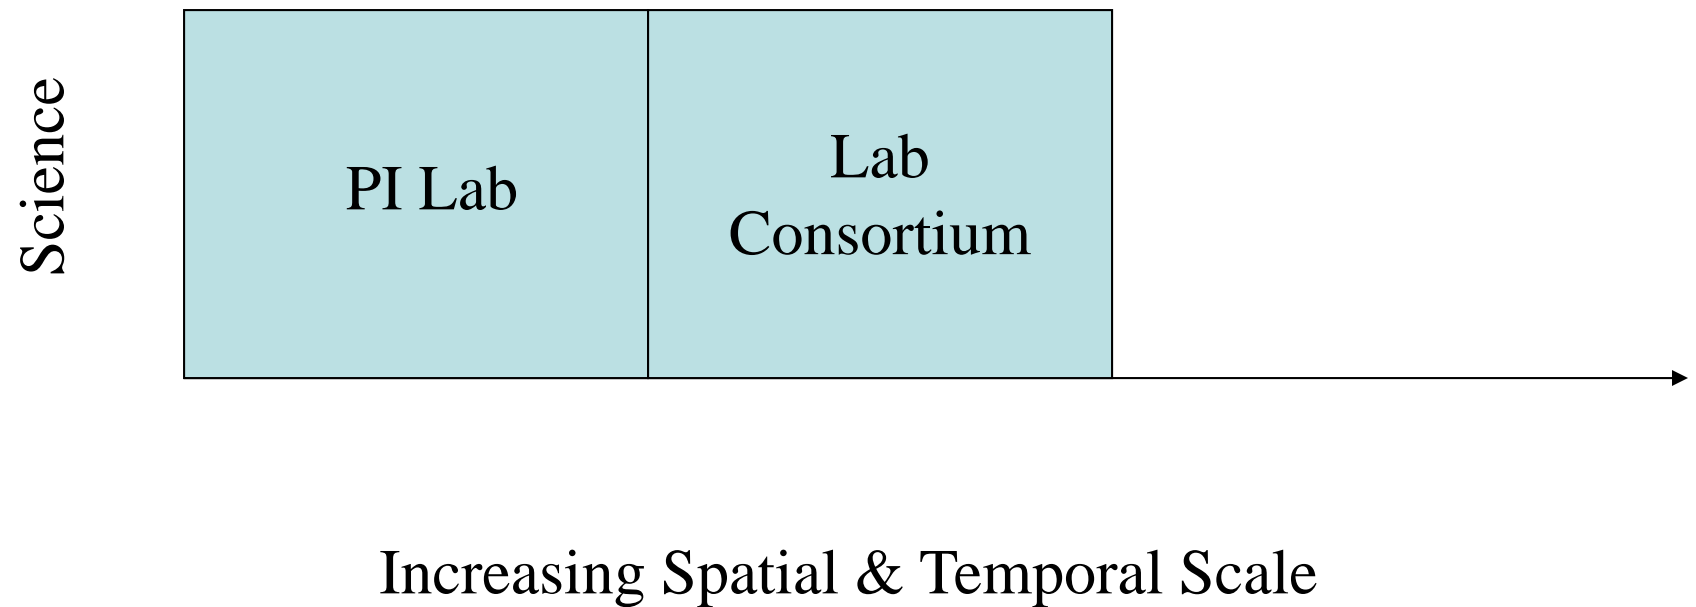 Science
PI Lab
Lab
Consortium
Increasing Spatial & Temporal Scale